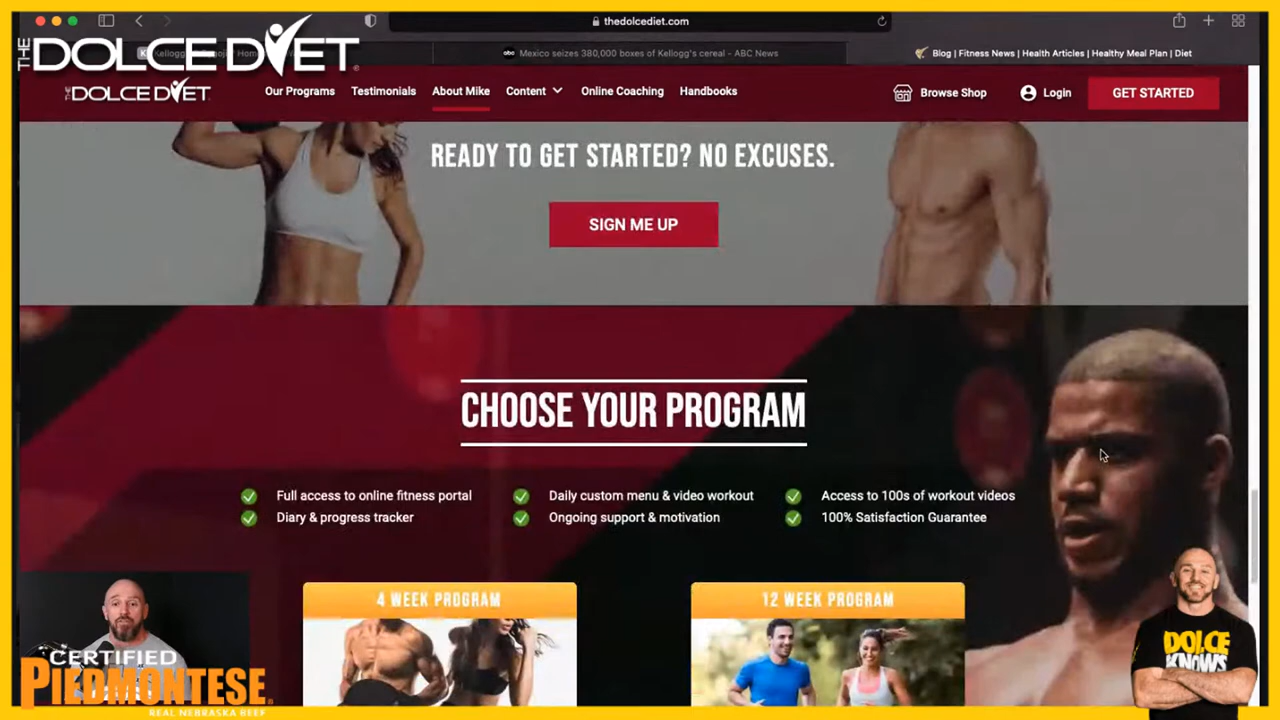 thedolcediet.com
THE DOLCE DIET
Mexico seizes 380,000 boxes of Kellogg's cereal - ABC News
Blog | Fitness News | Health Articles | Healthy Meal Plan | Diet
THE DOLCE DIET
Our Programs
Testimonials
About Mike
Content
Online Coaching
Handbooks
Browse Shop
Login
GET STARTED
READY TO GET STARTED? NO EXCUSES.
SIGN ME UP
CHOOSE YOUR PROGRAM
Full access to online fitness portal
Daily custom menu & video workout
Access to 100s of workout videos
Diary & progress tracker
Ongoing support & motivation
100% Satisfaction Guarantee
4 WEEK PROGRAM
12 WEEK PROGRAM
CERTIFIED
PIEDMONTESE
REAL NEBRASKA BEEF
DOLCE
KNOWS